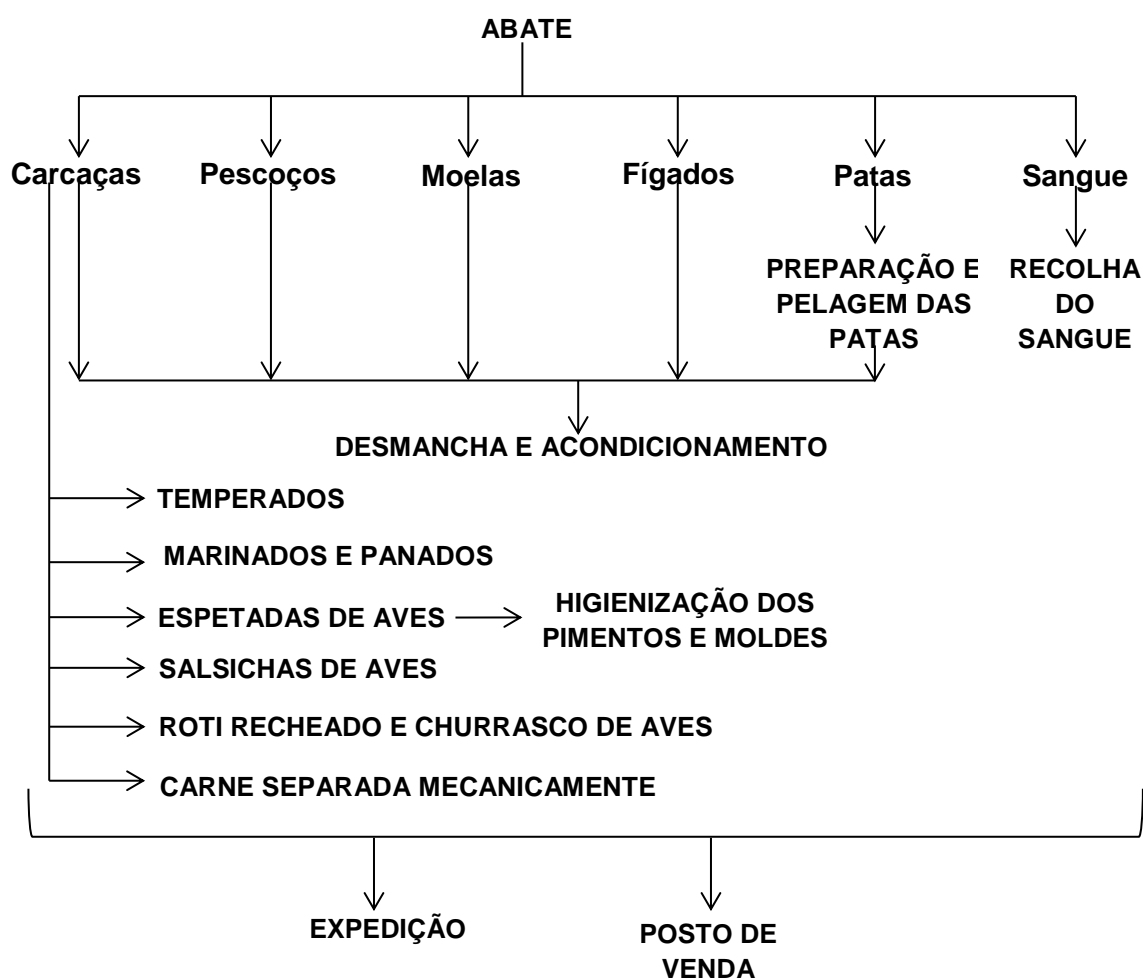 ABATE
Carcaças
Pescoços
Moelas
Fígados
Patas
Sangue
PREPARAÇÃO E
PELAGEM DAS
PATAS
RECOLHA
DO
SANGUE
DESMANCHA E ACONDICIONAMENTO
TEMPERADOS
MARINADOS E PANADOS
ESPETADAS DE AVES
HIGIENIZAÇÃO DOS
PIMENTOS E MOLDES
SALSICHAS DE AVES
ROTI RECHEADO E CHURRASCO DE AVES
CARNE SEPARADA MECANICAMENTE
EXPEDIÇÃO
POSTO DE
VENDA